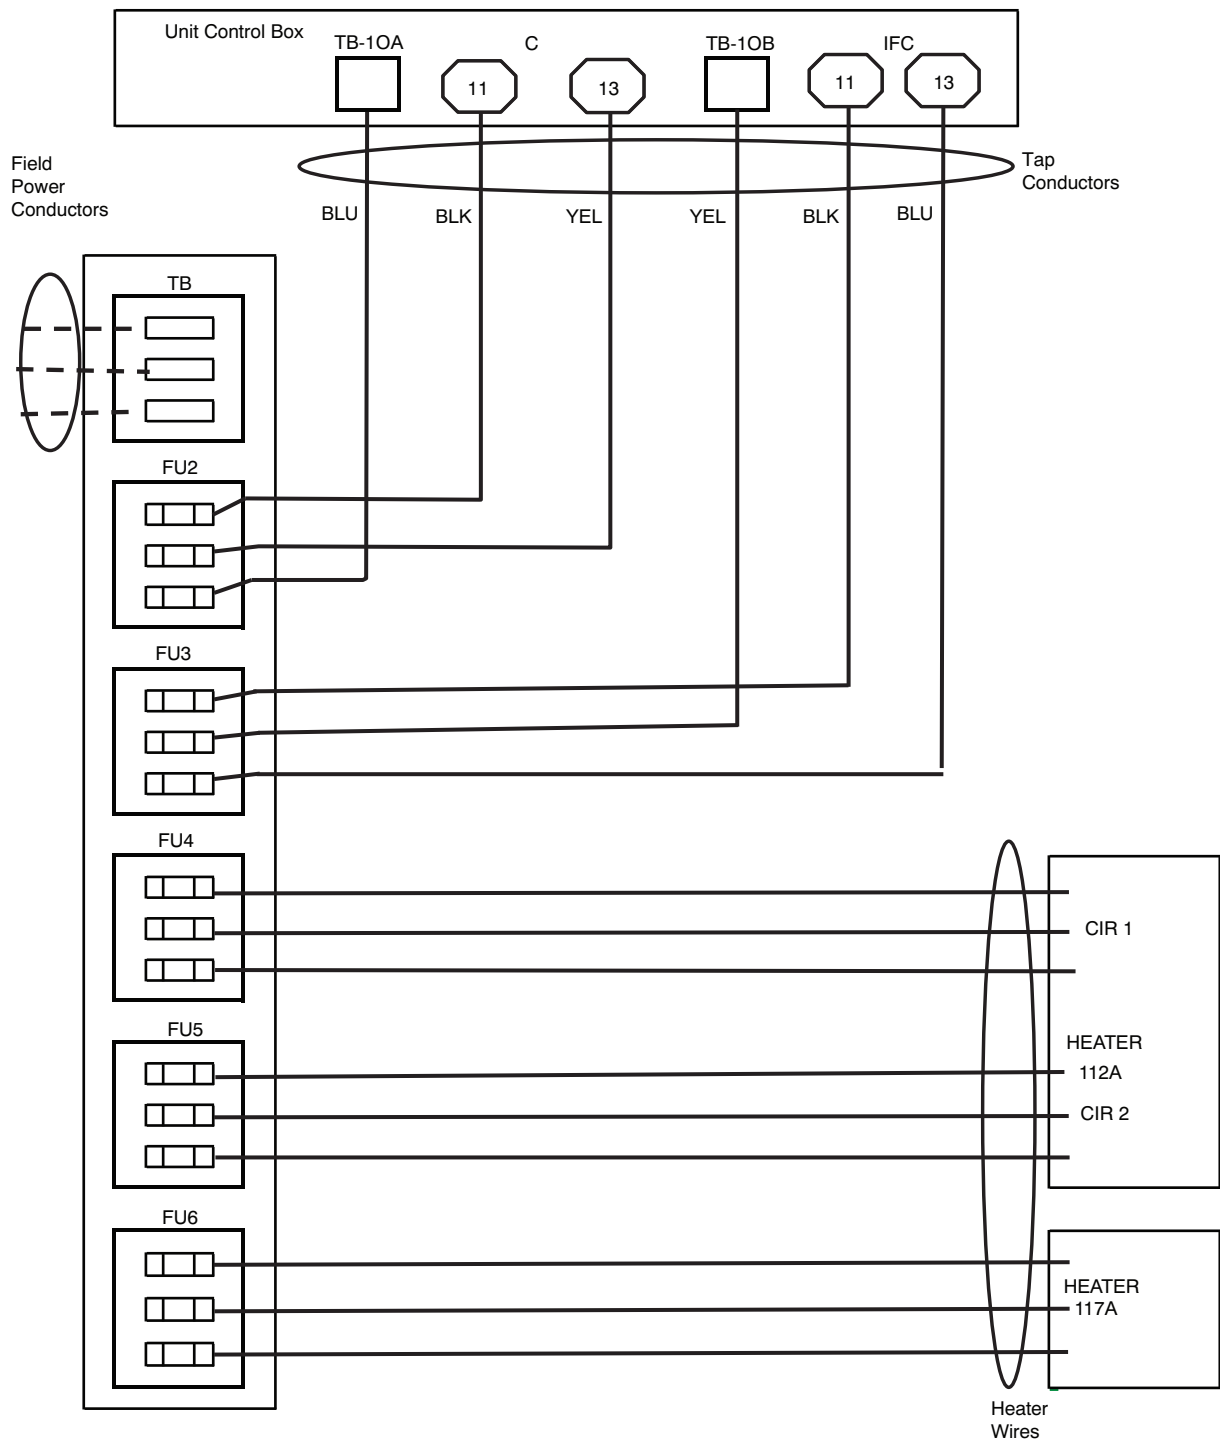 Unit Control Box
TB-1OA
C
TB-1OB
IFC
11
13
11
13
Field
Power
Conductors
Tap
Conductors
BLU
BLK
YEL
YEL
BLK
BLU
TB
FU2
FU3
FU4
CIR 1
FU5
HEATER
112A
CIR 2
FU6
HEATER
117A
Heater
Wires